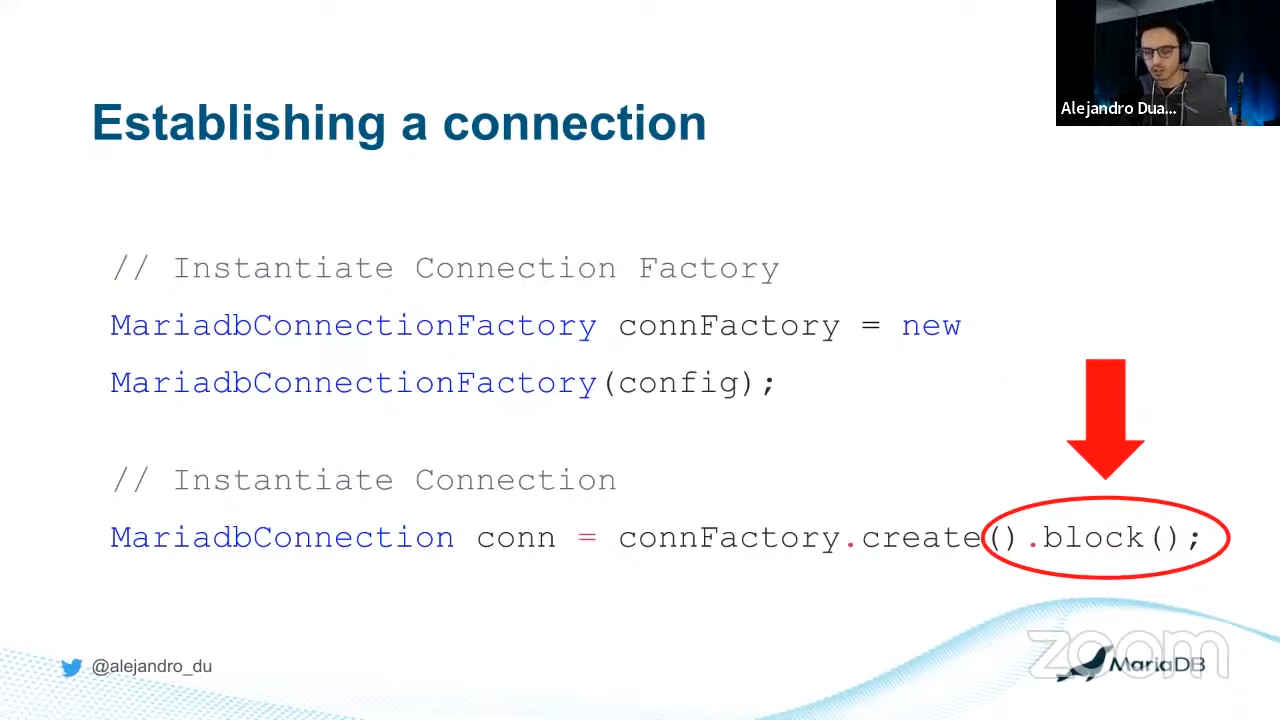 Alejandro Dua...
Establishing a connection
// Instantiate Connection Factory
MariadbConnectionFactory connFactory = new
MariadbConnectionFactory(config);
// Instantiate Connection
MariadbConnection conn = connFactory.create().block();
@alejandro_du
zoom
MariaDB